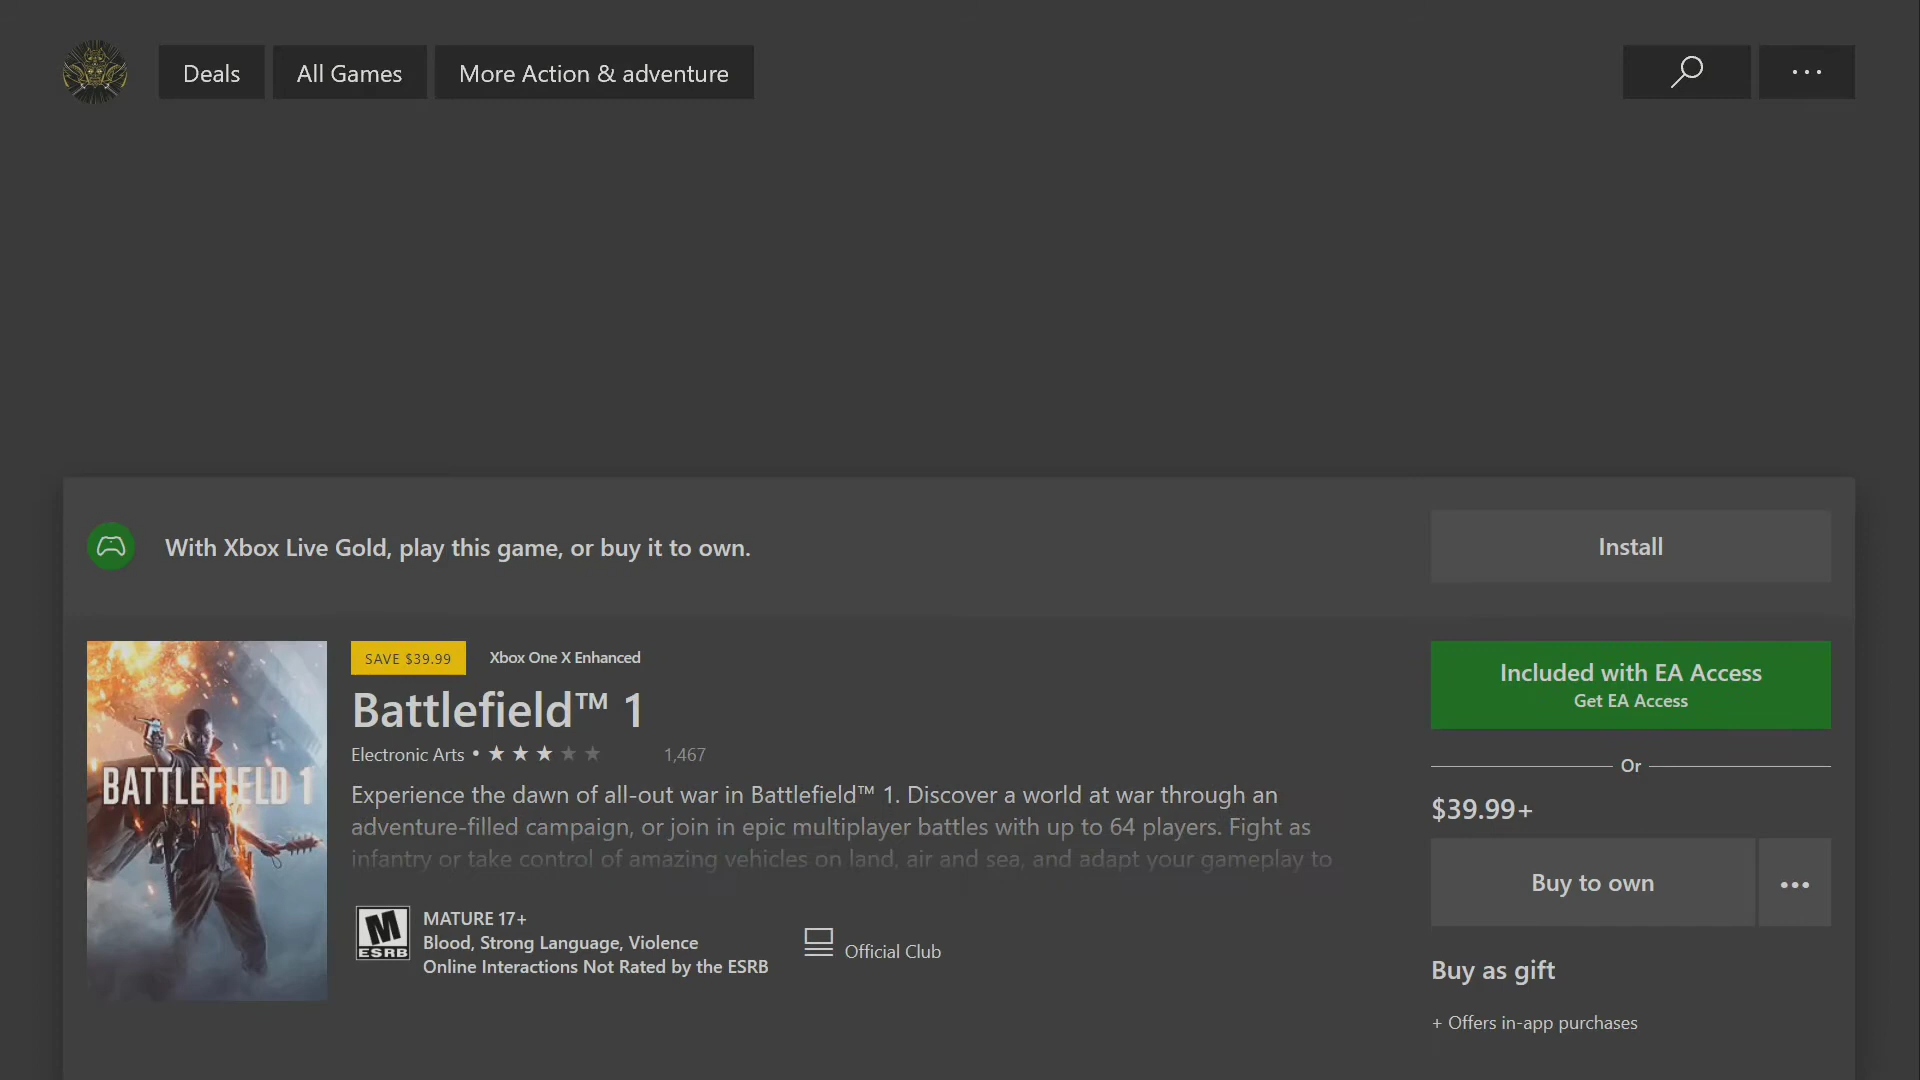 Deals
All Games
More Action & adventure
...
With Xbox Live Gold, play this game, or buy it to own.
Install
SAVE $39.99
Xbox One X Enhanced
Battlefield™ 1
Electronic Arts •
1,467
Experience the dawn of all-out war in Battlefield™ 1. Discover a world at war through an
adventure-filled campaign, or join in epic multiplayer battles with up to 64 players. Fight as
infantry or take control of amazing vehicles on land, air and sea, and adapt your gameplay to
BATTLEFIELD 1
M
ESRB
MATURE 17+
Blood, Strong Language, Violence
Online Interactions Not Rated by the ESRB
Official Club
Included with EA Access
Get EA Access
Or
$39.99+
Buy to own
...
Buy as gift
+ Offers in-app purchases